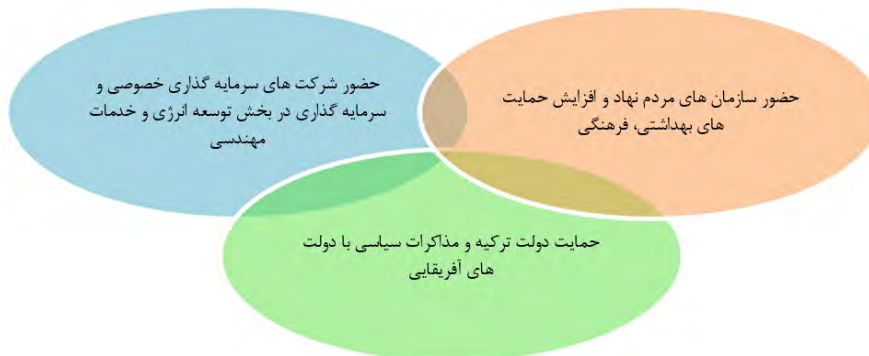 حضور سازمان های مردم نهاد و افزایش حمایت
های بهداشتی، فرهنگی
حضور شرکت های سرمایه گذاری خصوصی و
سرمایه گذاری در بخش توسعه انرژی و خدمات
مهندسی
حمایت دولت ترکیه و مذاکرات سیاسی با دولت
های آفریقایی